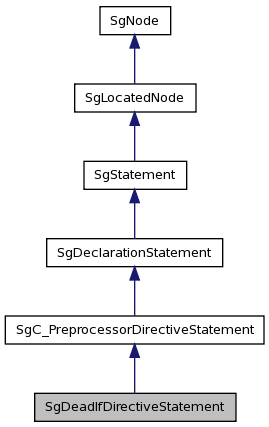 SgNode
SgLocatedNode
SgStatement
SgDeclarationStatement
SgC_PreprocessorDirectiveStatement
SgDeadIfDirectiveStatement